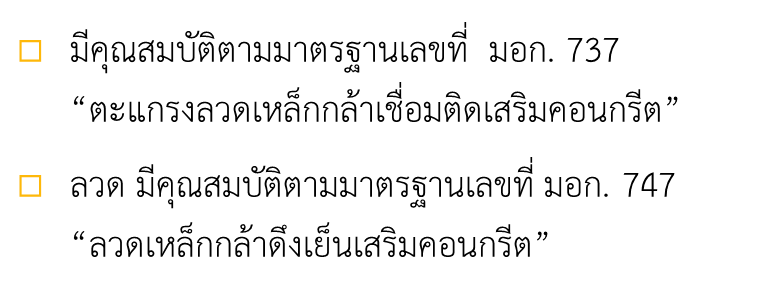 มีคุณสมบัติตามมาตรฐานเลขที่  มอก. 737
“ตะแกรงลวดเหล็กกล้าเชื่อมติดเสริมคอนกรีต”
ลวด มีคุณสมบัติตามมาตรฐานเลขที่ มอก. 747
“ลวดเหล็กกล้าดึงเย็นเสริมคอนกรีต”